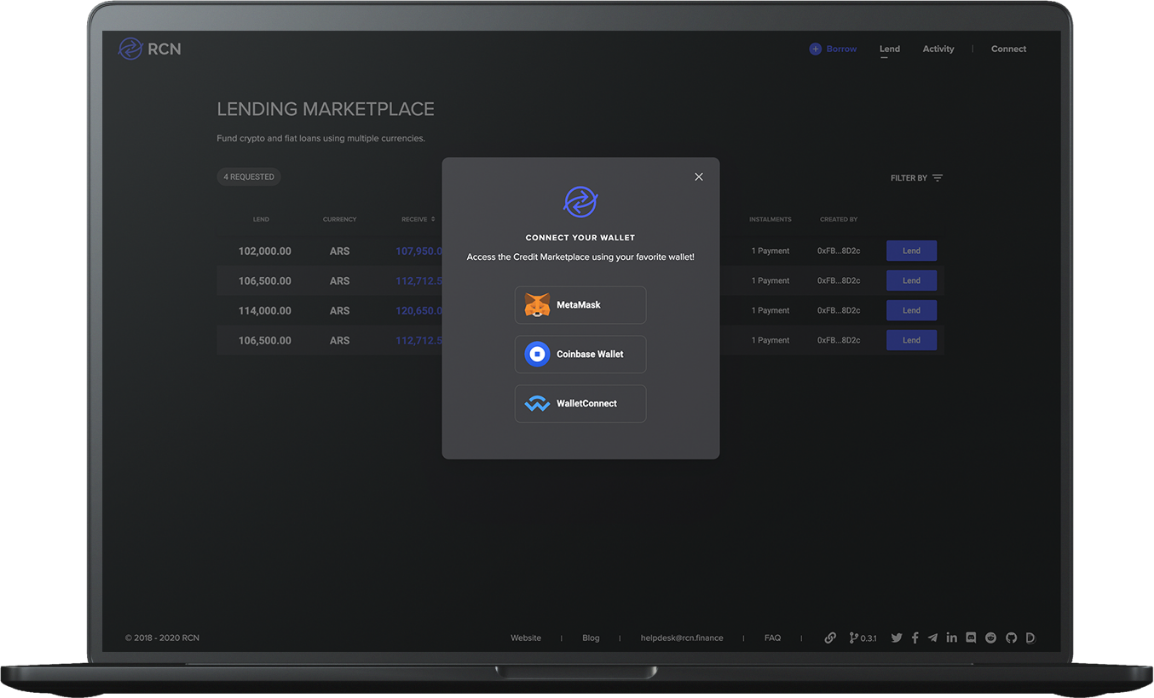 RCN
Borrow Lend Activity | Connect
LENDING MARKETPLACE
Fund crypto and fiat loans using multiple currencies.
4 REQUESTED
FILTER BY
LEND CURRENCY RECEIVE INSTALMENTS CREATED BY
102,000.00 ARS 107,950.0 1 Payment 0xFB...8D2c Lend
106,500.00 ARS 112,712.5 1 Payment 0xFB...8D2c Lend
114,000.00 ARS 120,650.0 1 Payment 0xFB...8D2c Lend
106,500.00 ARS 112,712.5 1 Payment 0xFB...8D2c Lend
CONNECT YOUR WALLET
Access the Credit Marketplace using your favorite wallet!
MetaMask
Coinbase Wallet
WalletConnect
© 2018 - 2020 RCN Website | Blog | helpdesk@rcn.finance | FAQ | 0.3.1